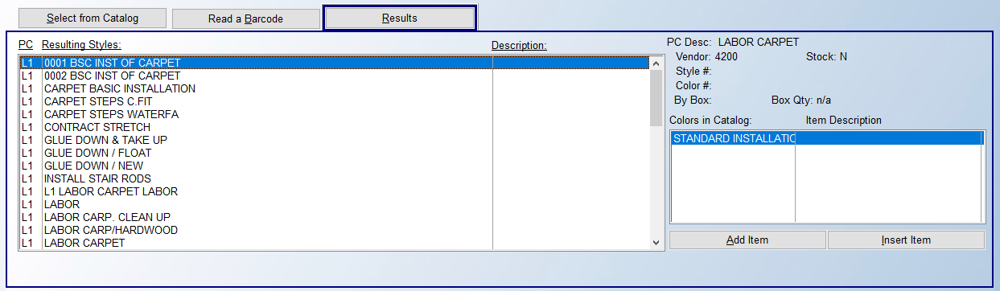 Select from Catalog
Read a Barcode
Results
PC Resulting Styles: Description:
L1 0001 BSC INST OF CARPET
L1 0002 BSC INST OF CARPET
L1 CARPET BASIC INSTALLATION
L1 CARPET STEPS C.FIT
L1 CARPET STEPS WATERFA
L1 CONTRACT STRETCH
L1 GLUE DOWN & TAKE UP
L1 GLUE DOWN / FLOAT
L1 GLUE DOWN / NEW
L1 INSTALL STAIR RODS
L1 L1 LABOR CARPET LABOR
L1 LABOR
L1 LABOR CARP. CLEAN UP
L1 LABOR CARP/HARDWOOD
L1 LABOR CARPET
PC Desc: LABOR CARPET
Vendor: 4200 Stock: N
Style #:
Color #:
By Box: Box Qty: n/a
Colors in Catalog: Item Description
STANDARD INSTALLATIC
Add Item
Insert Item